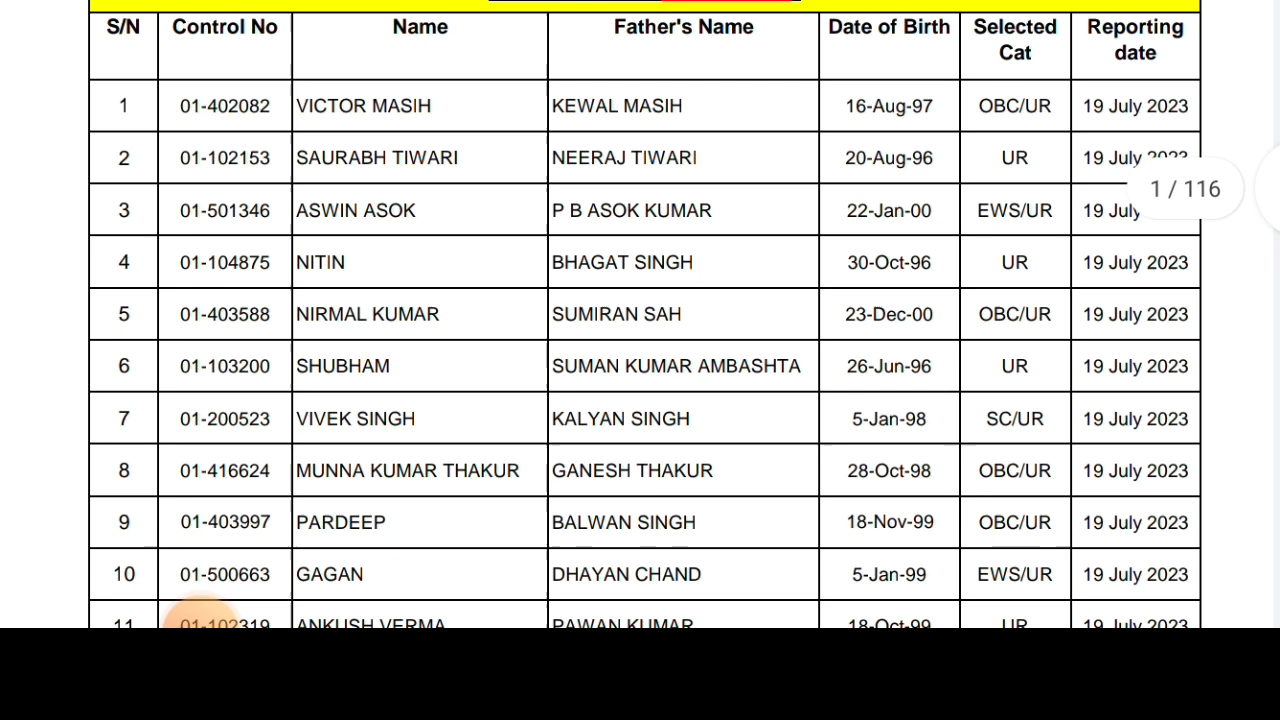 S/N Control No Name Father's Name Date of Birth Selected Cat Reporting date
1 01-402082 VICTOR MASIH KEWAL MASIH 16-Aug-97 OBC/UR 19 July 2023
2 01-102153 SAURABH TIWARI NEERAJ TIWARI 20-Aug-96 UR 19 July 2023
1 / 116
3 01-501346 ASWIN ASOK P B ASOK KUMAR 22-Jan-00 EWS/UR 19 July
4 01-104875 NITIN BHAGAT SINGH 30-Oct-96 UR 19 July 2023
5 01-403588 NIRMAL KUMAR SUMIRAN SAH 23-Dec-00 OBC/UR 19 July 2023
6 01-103200 SHUBHAM SUMAN KUMAR AMBASHTA 26-Jun-96 UR 19 July 2023
7 01-200523 VIVEK SINGH KALYAN SINGH 5-Jan-98 SC/UR 19 July 2023
8 01-416624 MUNNA KUMAR THAKUR GANESH THAKUR 28-Oct-98 OBC/UR 19 July 2023
9 01-403997 PARDEEP BALWAN SINGH 18-Nov-99 OBC/UR 19 July 2023
10 01-500663 GAGAN DHAYAN CHAND 5-Jan-99 EWS/UR 19 July 2023
11 01-102319 ANKUSH VERMA PAWAN KUMAR 18-Oct-99 UR 19 July 2023